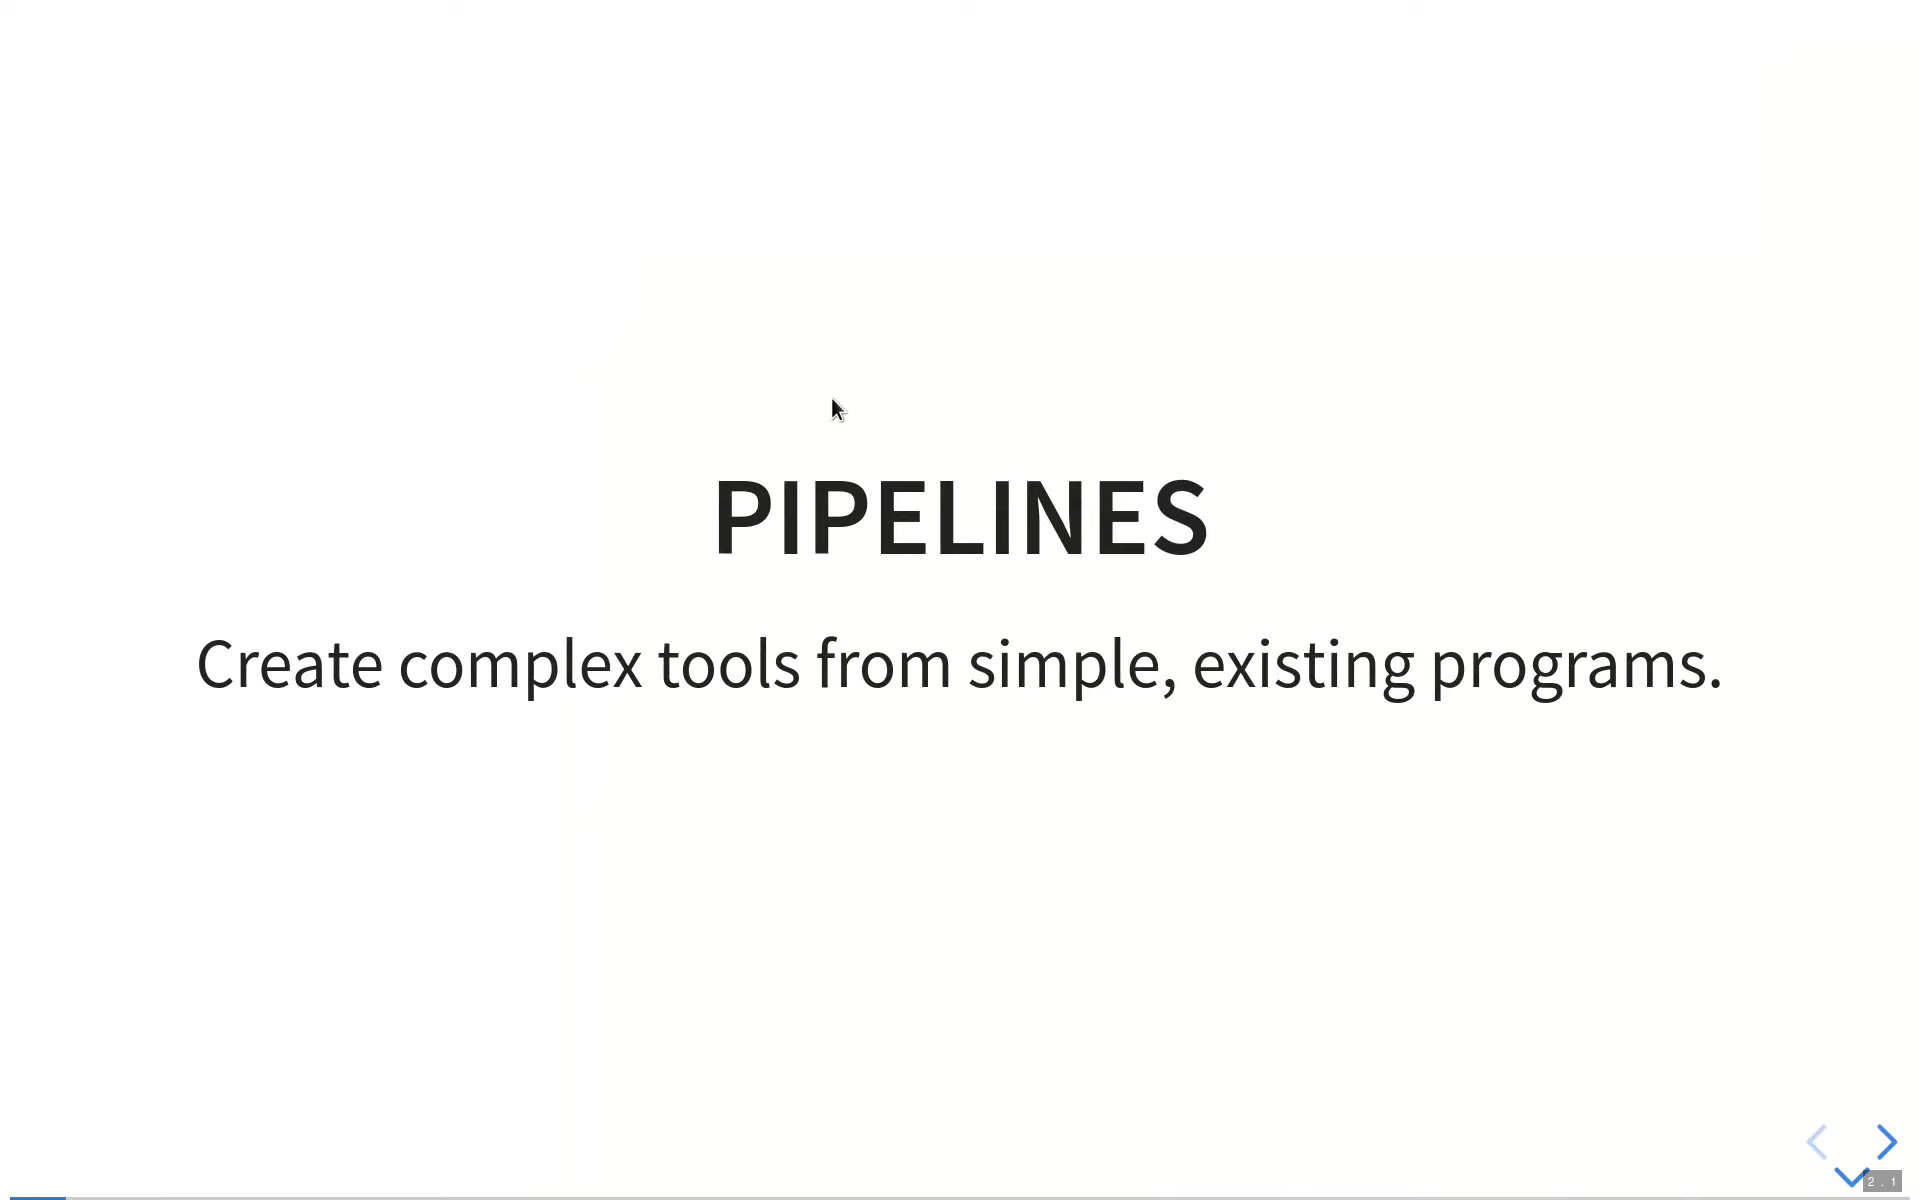 PIPELINES
Create complex tools from simple, existing programs.
2 . 1